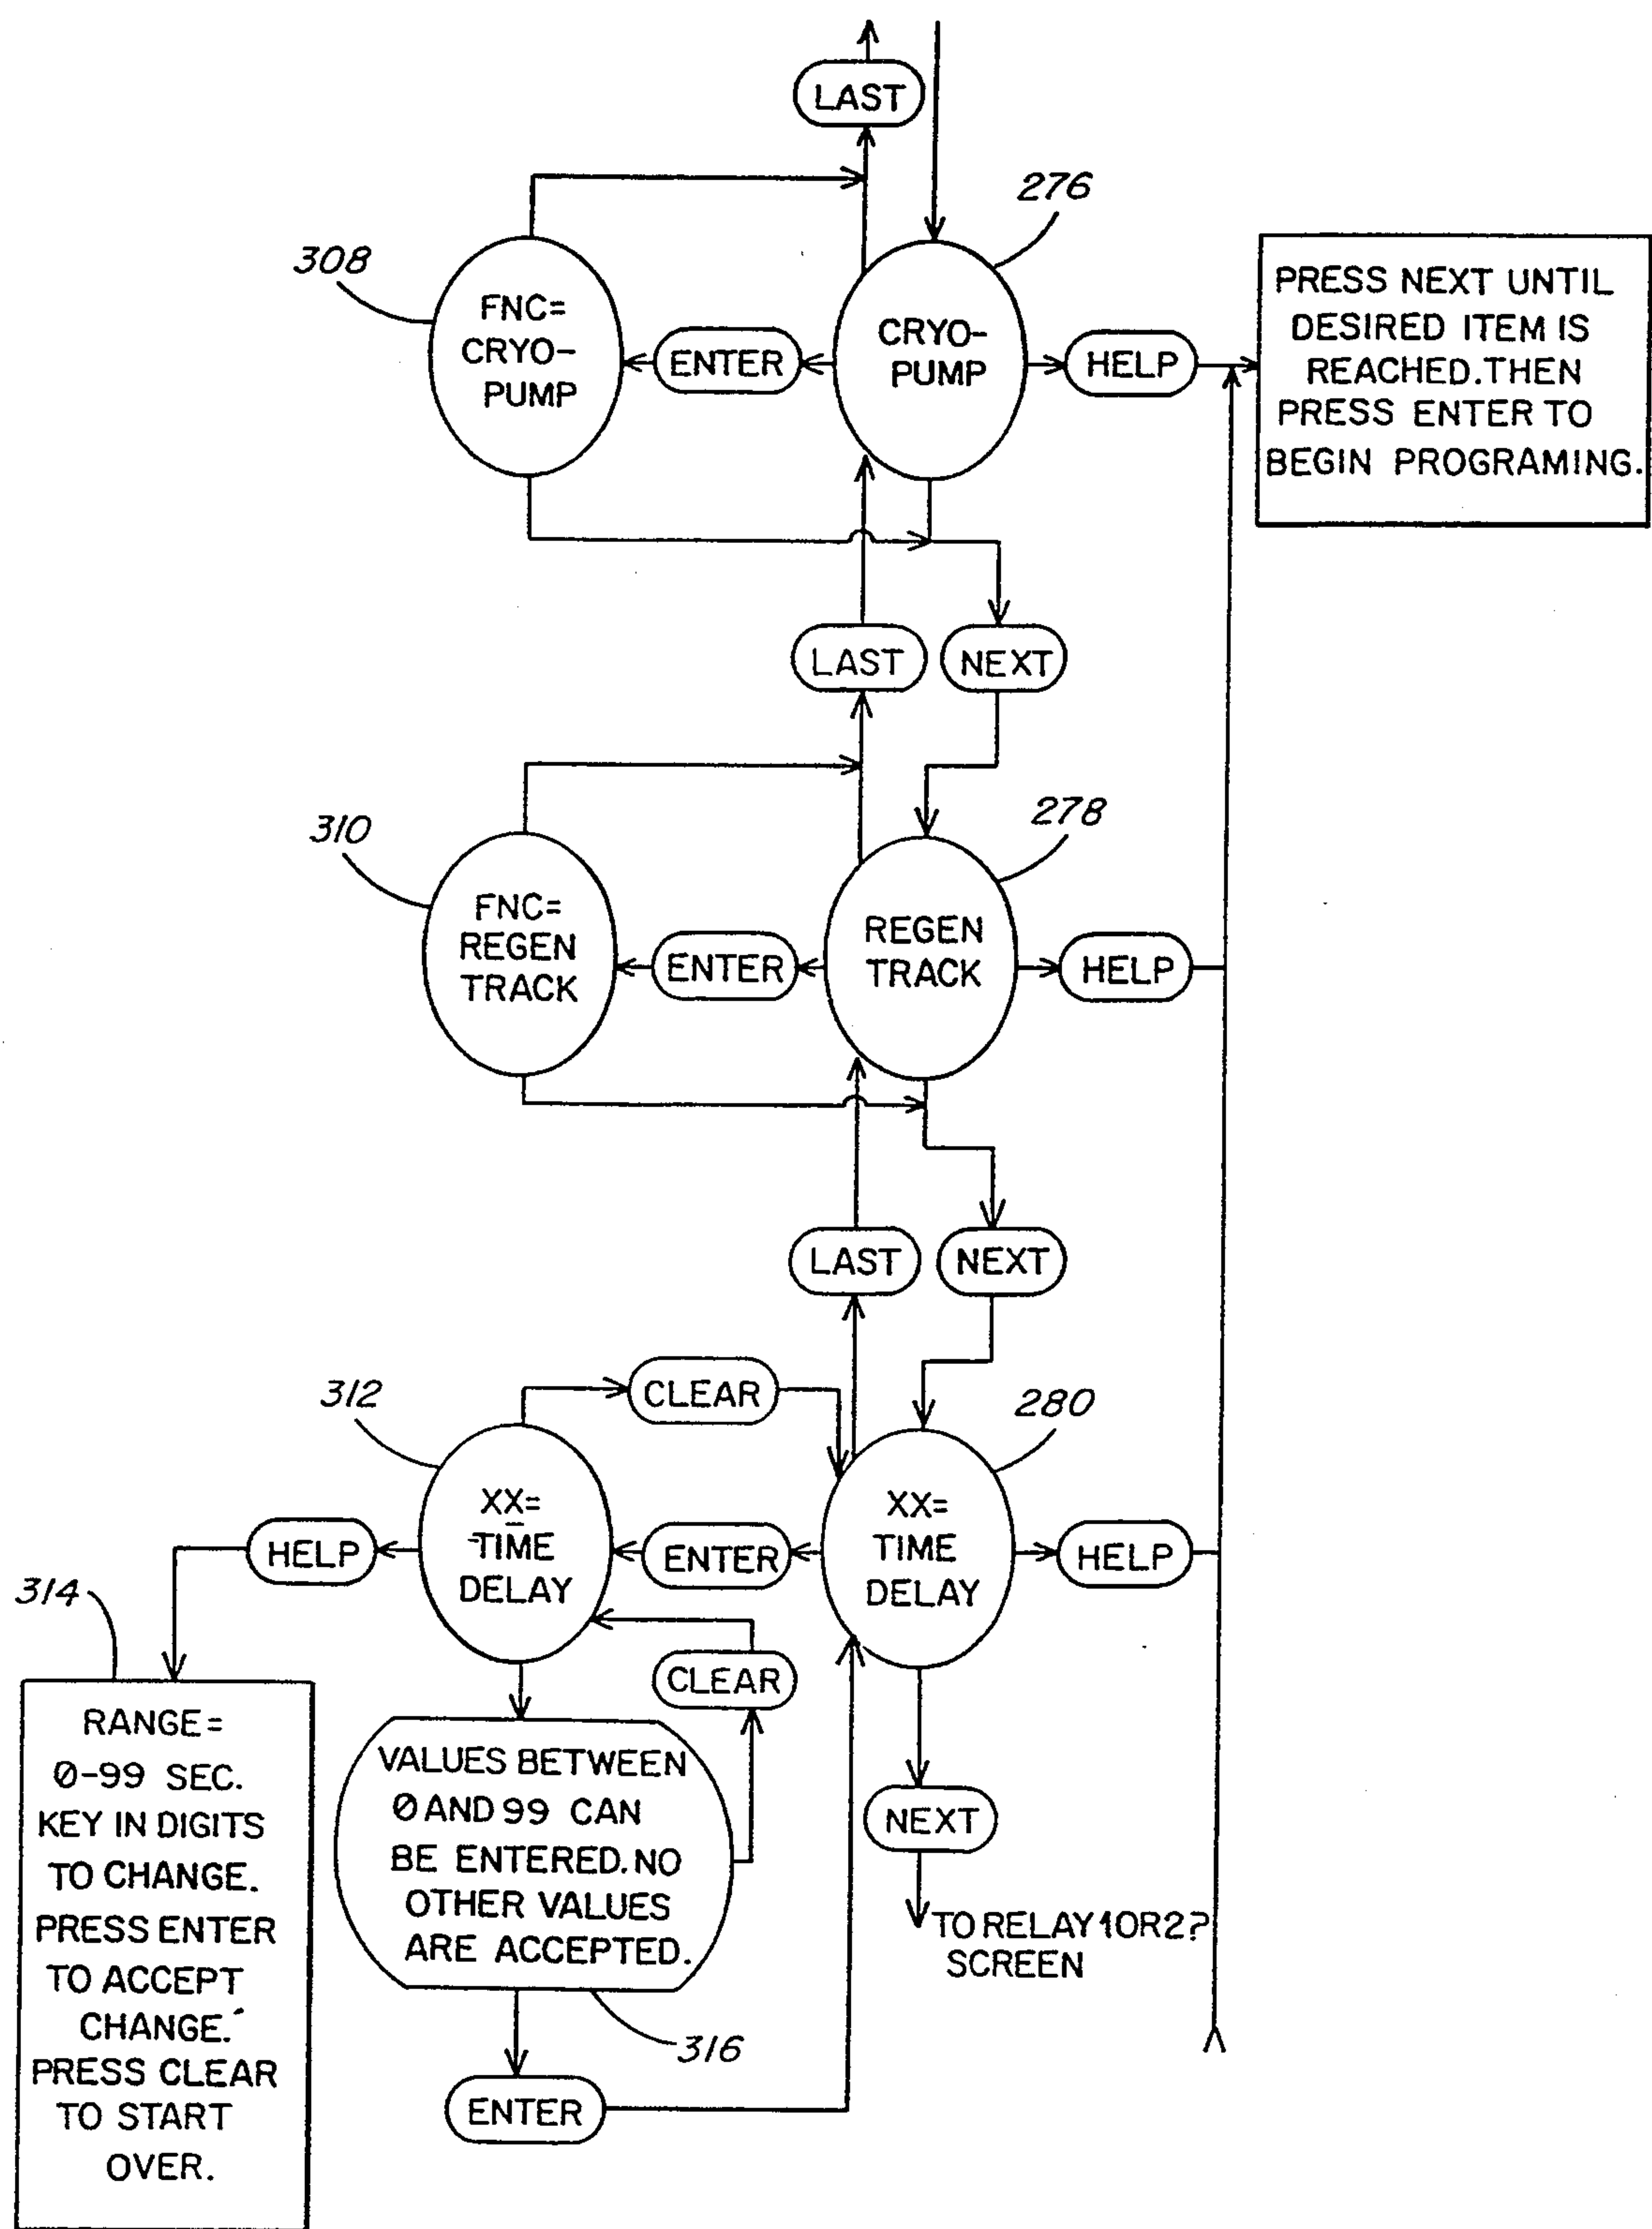 LAST
276
308
FNC=
CRYO-
PUMP
ENTER
CRYO-
PUMP
HELP
PRESS NEXT UNTIL
DESIRED ITEM IS
REACHED. THEN
PRESS ENTER TO
BEGIN PROGRAMING.
LAST
NEXT
310
278
FNC=
REGEN
TRACK
ENTER
REGEN
TRACK
HELP
LAST
NEXT
312
CLEAR
280
HELP
XX=
TIME
DELAY
ENTER
XX=
TIME
DELAY
HELP
314
CLEAR
RANGE=
0-99 SEC.
KEY IN DIGITS
TO CHANGE.
PRESS ENTER
TO ACCEPT
CHANGE.
PRESS CLEAR
TO START
OVER.
VALUES BETWEEN
0 AND 99 CAN
BE ENTERED. NO
OTHER VALUES
ARE ACCEPTED.
316
ENTER
NEXT
TO RELAY 1OR2?
SCREEN